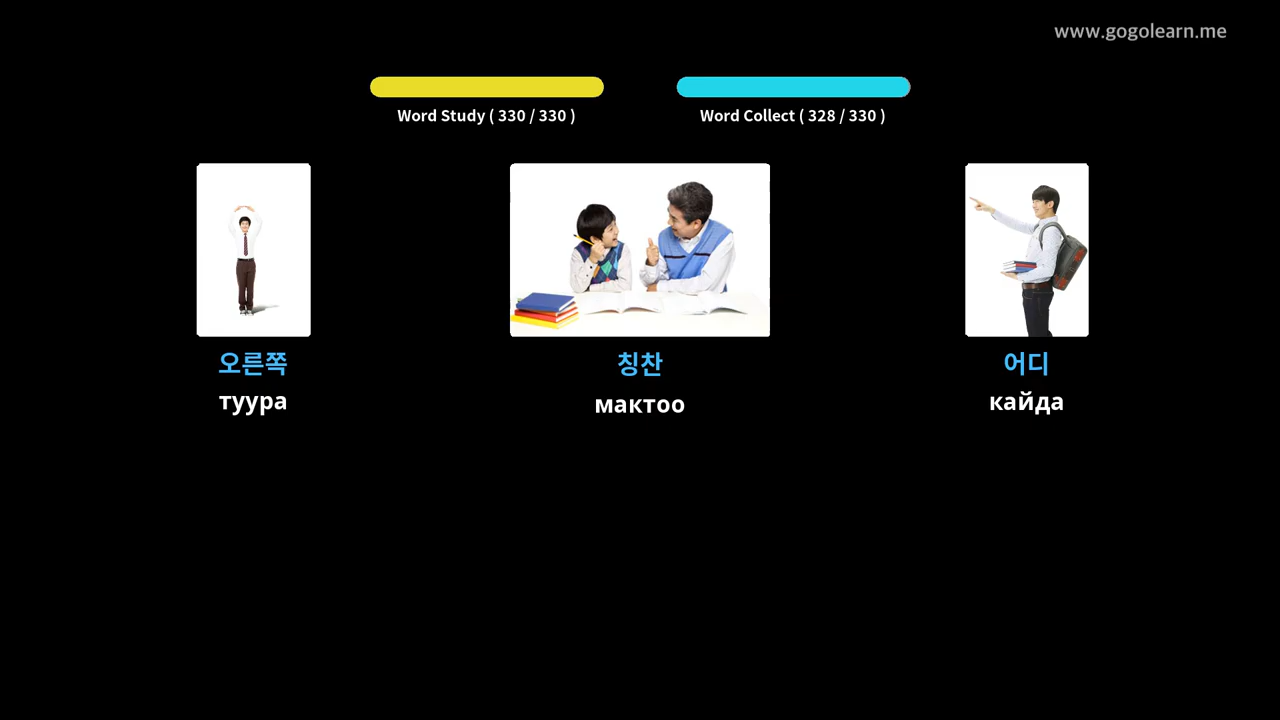 www.gogolearn.me
Word Study ( 330 / 330 )
Word Collect ( 328 / 330 )
오른쪽
туура
칭찬
мактоо
어디
кайда